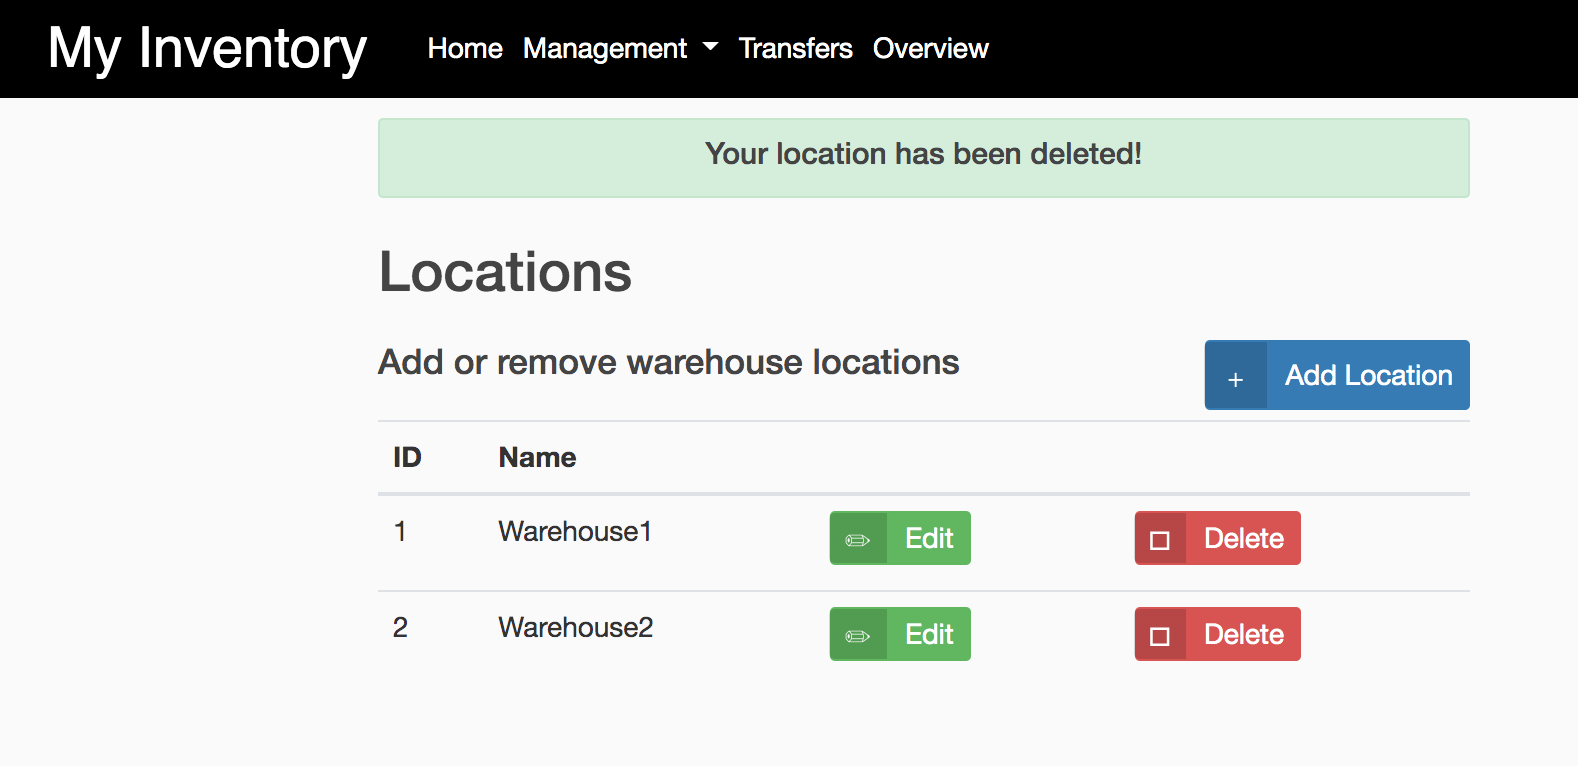 My Inventory Home Management Transfers Overview
Your location has been deleted!
Locations
Add or remove warehouse locations
+ Add Location
ID Name
1 Warehouse1 Edit Delete
2 Warehouse2 Edit Delete